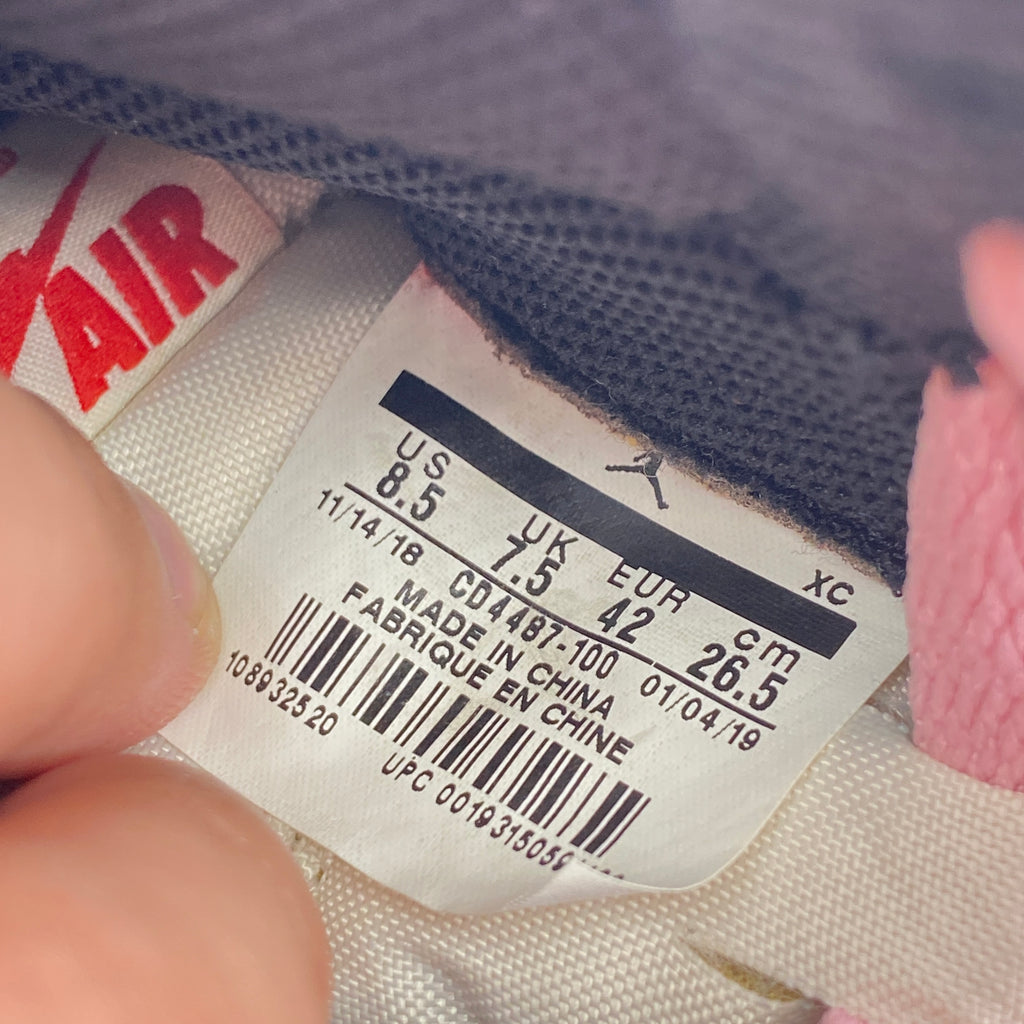 AIR
XC
US UK EUR cm
8.5 7.5 42 26.5
11/14/18 CD4487-100 01/04/19
MADE IN CHINA
FABRIQUE EN CHINE
108932520
UPC